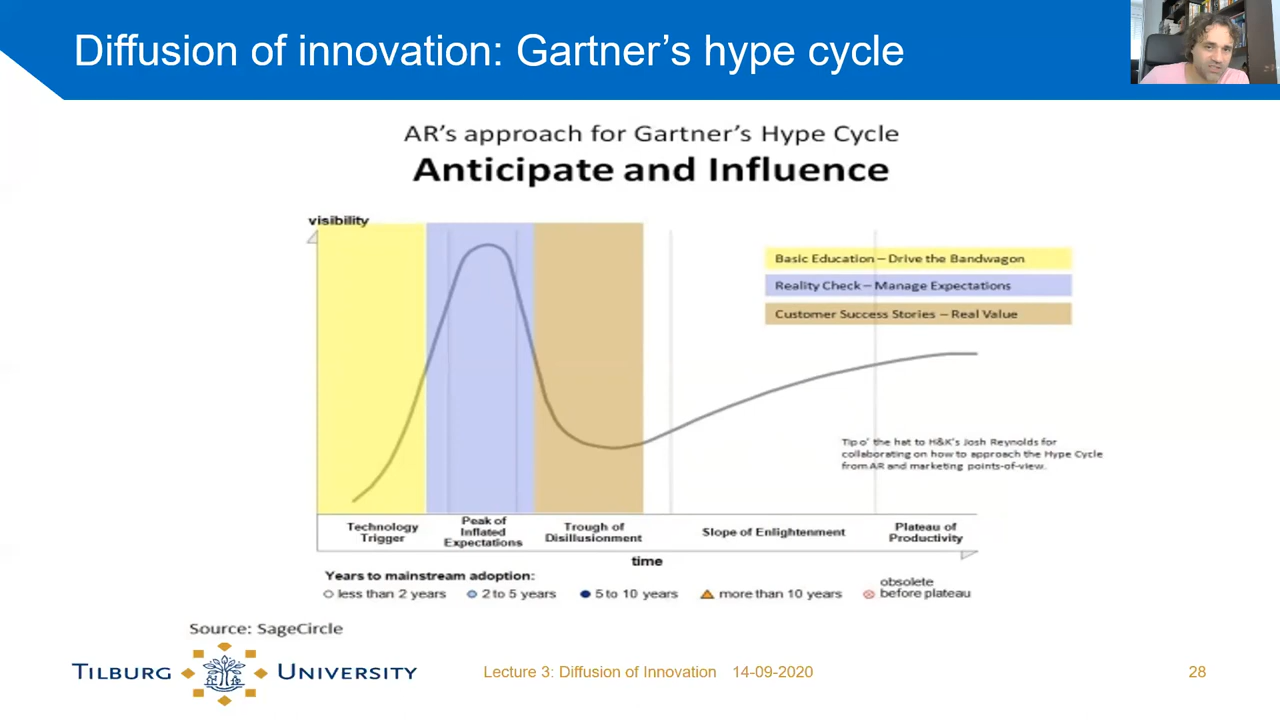 Diffusion of innovation: Gartner's hype cycle
AR's approach for Gartner's Hype Cycle
Anticipate and Influence
visibility
Basic Education – Drive the Bandwagon
Reality Check – Manage Expectations
Customer Success Stories – Real Value
Tip o' the hat to H&K's Josh Reynolds for
collaborating on how to approach the Hype Cycle
from AR and marketing points-of-view.
Technology
Trigger
Peak of
Inflated
Expectations
Trough of
Disillusionment
Slope of Enlightenment
Plateau of
Productivity
time
Years to mainstream adoption:
less than 2 years
2 to 5 years
5 to 10 years
more than 10 years
obsolete
before plateau
Source: SageCircle
TILBURG UNIVERSITY
Lecture 3: Diffusion of Innovation 14-09-2020
28